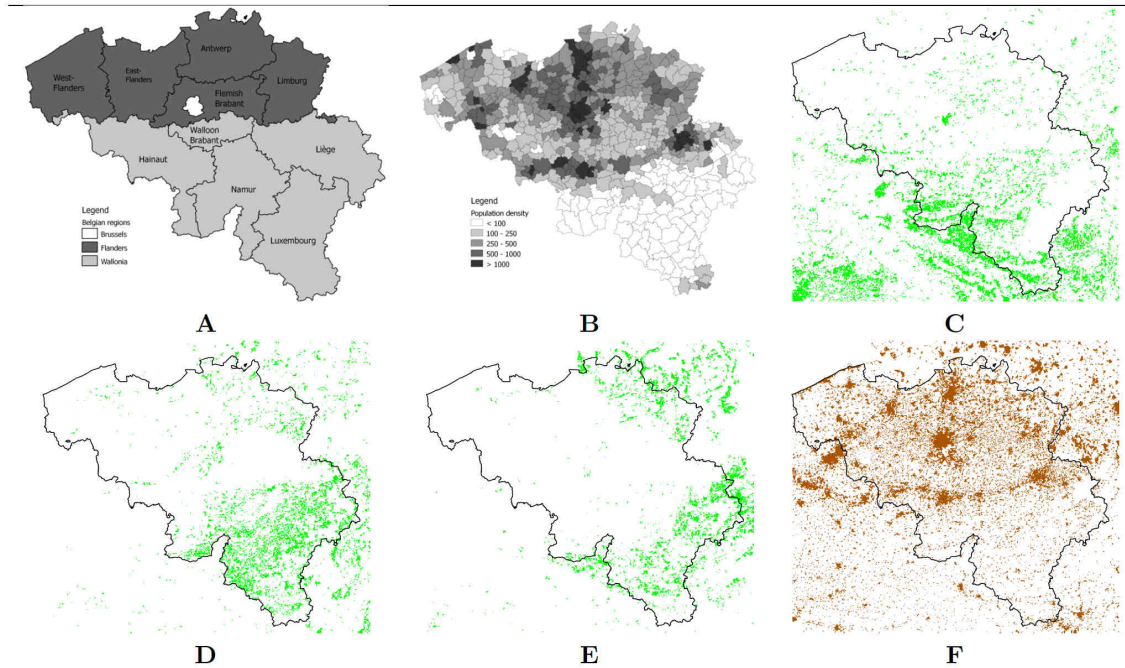 Antwerp
West-
Flanders
East-
Flanders
Limburg
Flemish
Brabant
Walloon
Brabant
Hainaut
Liège
Namur
Luxembourg
Legend
Belgian regions
Brussels
Flanders
Wallonia
A
Legend
Population density
< 100
100 - 250
250 - 500
500 - 1000
> 1000
B
C
D
E
F